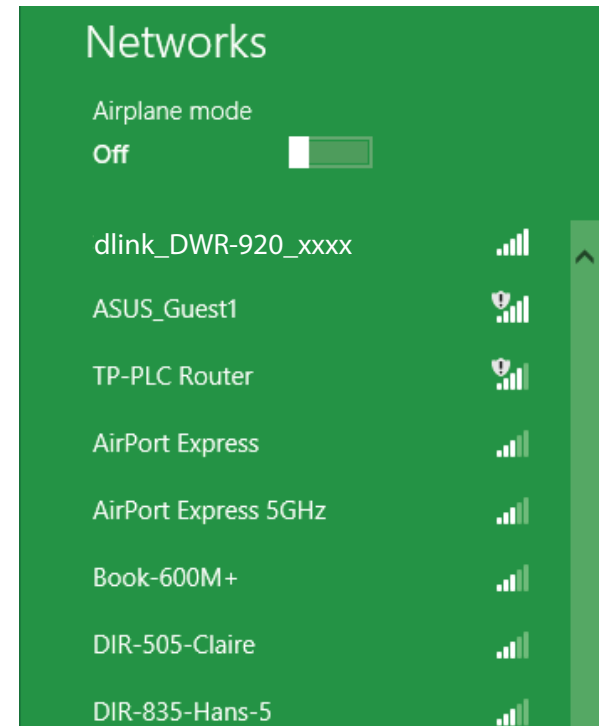 Networks
Airplane mode
Off
dlink_DWR-920_xxxx
ASUS_Guest1
TP-PLC Router
AirPort Express
AirPort Express 5GHz
Book-600M+
DIR-505-Claire
DIR-835-Hans-5